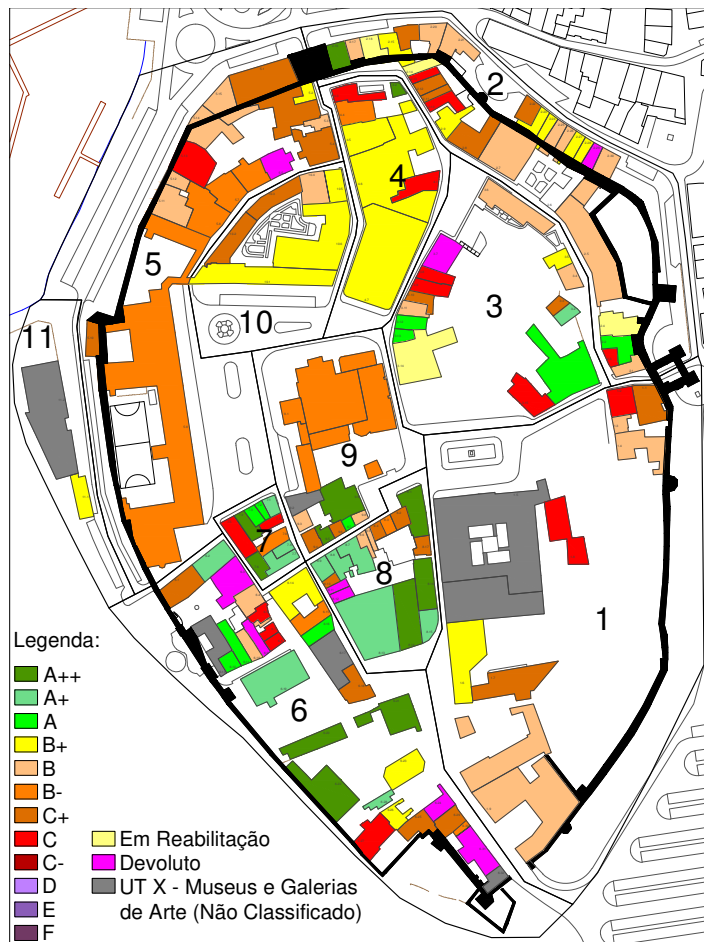 2
4
3
5
10
11
9
7
8
1
6
Legenda:
A++
A+
A
B+
B
B-
C+
C
C-
D
E
F
Em Reabilitação
Devoluto
UT X - Museus e Galerias
de Arte (Não Classificado)